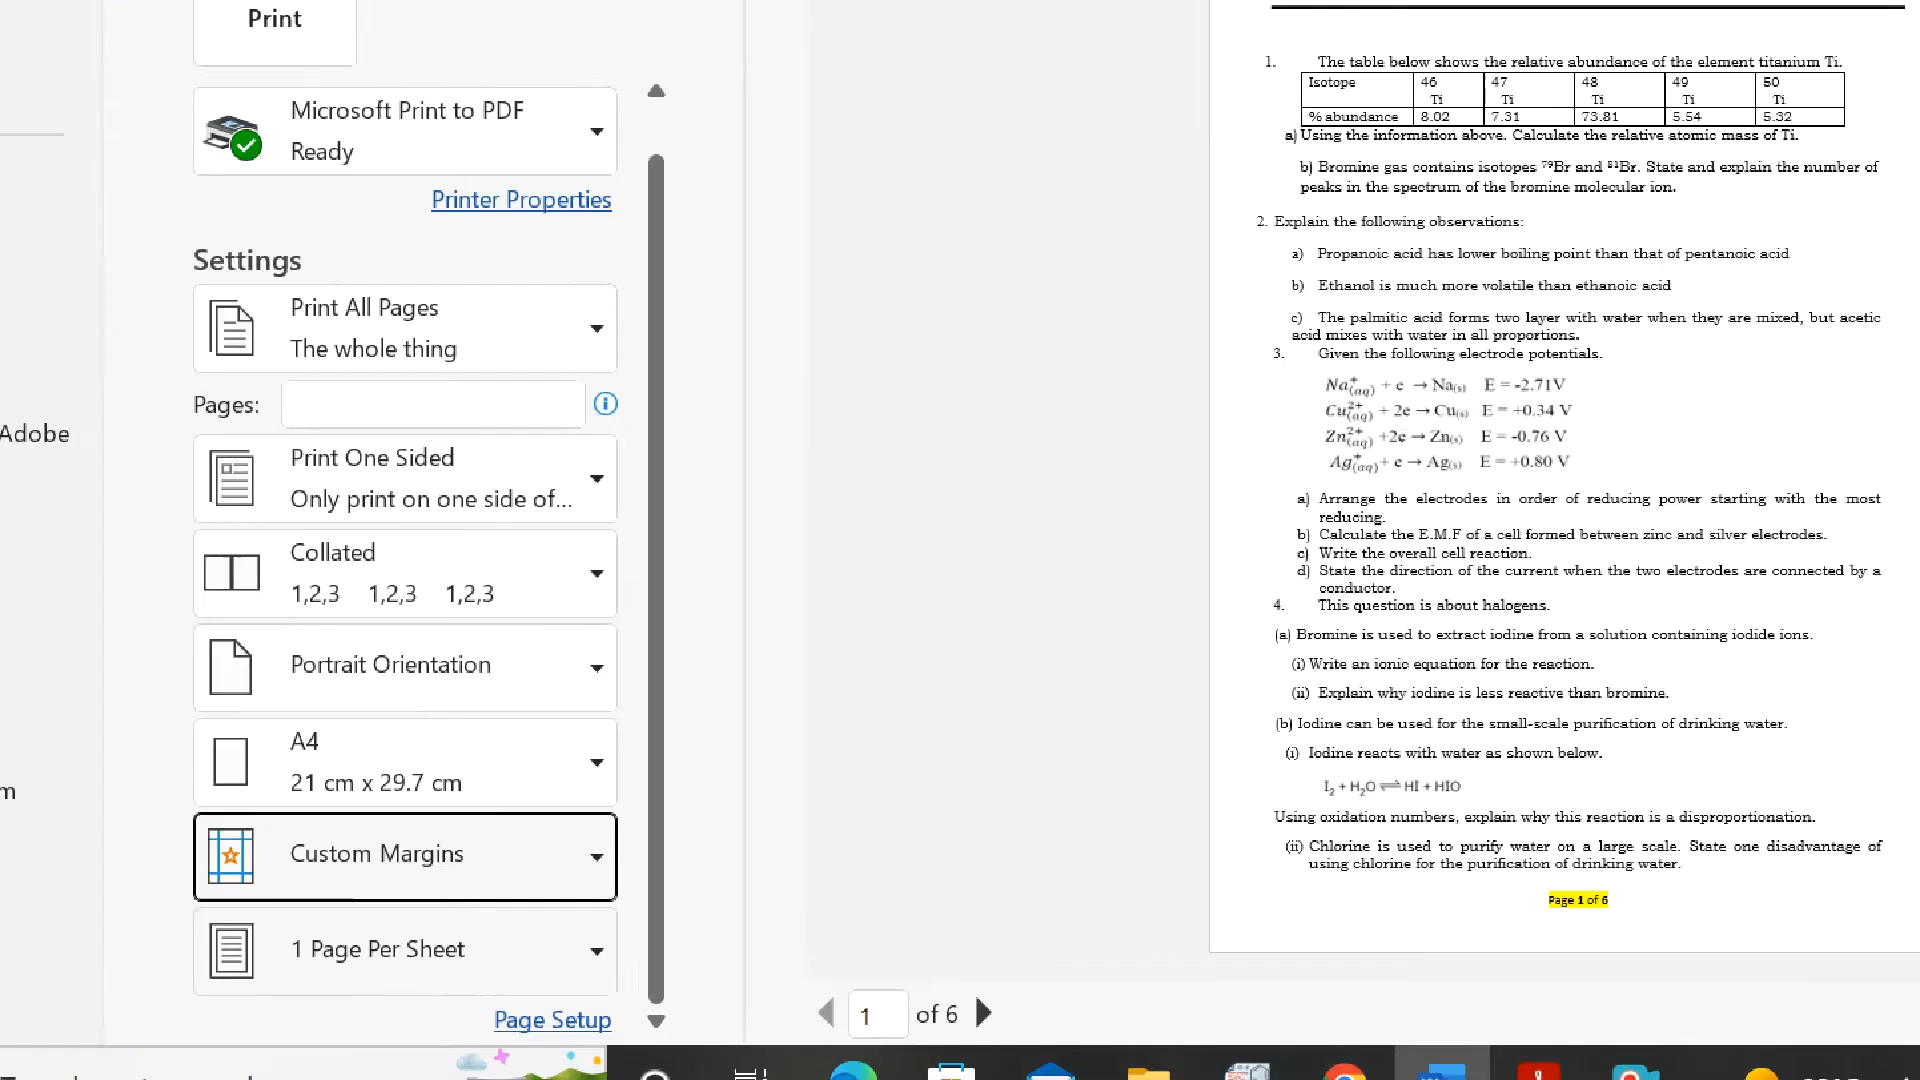 Print
Microsoft Print to PDF
Ready
Printer Properties
Settings
Print All Pages
The whole thing
Pages:
Print One Sided
Only print on one side of...
Collated
1,2,3 1,2,3 1,2,3
Portrait Orientation
A4
21 cm x 29.7 cm
Custom Margins
1 Page Per Sheet
Page Setup
Adobe
m
1. The table below shows the relative abundance of the element titanium Ti.
Isotope 46 Ti 47 Ti 48 Ti 49 Ti 50 Ti
% abundance 8.02 7.31 73.81 5.54 5.32
a) Using the information above. Calculate the relative atomic mass of Ti.
b) Bromine gas contains isotopes ⁷⁹Br and ⁸¹Br. State and explain the number of
peaks in the spectrum of the bromine molecular ion.
2. Explain the following observations:
a) Propanoic acid has lower boiling point than that of pentanoic acid
b) Ethanol is much more volatile than ethanoic acid
c) The palmitic acid forms two layer with water when they are mixed, but acetic
acid mixes with water in all proportions.
3. Given the following electrode potentials.
Na⁺(aq) + e → Na(s) E = -2.71V
Cu²⁺(aq) + 2e → Cu(s) E = +0.34 V
Zn²⁺(aq) +2e → Zn(s) E = -0.76 V
Ag⁺(aq) + e → Ag(s) E = +0.80 V
a) Arrange the electrodes in order of reducing power starting with the most
reducing.
b) Calculate the E.M.F of a cell formed between zinc and silver electrodes.
c) Write the overall cell reaction.
d) State the direction of the current when the two electrodes are connected by a
conductor.
4. This question is about halogens.
(a) Bromine is used to extract iodine from a solution containing iodide ions.
(i) Write an ionic equation for the reaction.
(ii) Explain why iodine is less reactive than bromine.
(b) Iodine can be used for the small-scale purification of drinking water.
(i) Iodine reacts with water as shown below.
I₂ + H₂O ⇌ HI + HIO
Using oxidation numbers, explain why this reaction is a disproportionation.
(ii) Chlorine is used to purify water on a large scale. State one disadvantage of
using chlorine for the purification of drinking water.
Page 1 of 6
1 of 6